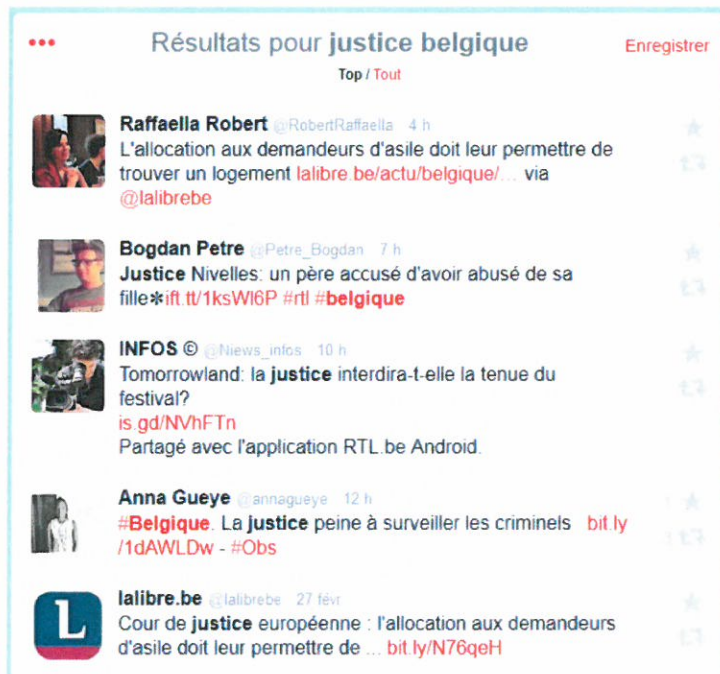 Résultats pour justice belgique
Enregistrer
Top / Tout
Raffaella Robert @RobertRaffaella 4 h
L'allocation aux demandeurs d'asile doit leur permettre de
trouver un logement lalibre.be/actu/belgique/... via
@lalibrebe
Bogdan Petre @Petre_Bogdan 7 h
Justice Nivelles: un père accusé d'avoir abusé de sa
fille✻ift.tt/1ksWl6P #rtl #belgique
INFOS © @Niews_infos 10 h
Tomorrowland: la justice interdira-t-elle la tenue du
festival?
is.gd/NVhFTn
Partagé avec l'application RTL.be Android.
Anna Gueye @annagueye 12 h
#Belgique. La justice peine à surveiller les criminels bit.ly
/1dAWLDw - #Obs
lalibre.be @lalibrebe 27 févr
L
Cour de justice européenne : l'allocation aux demandeurs
d'asile doit leur permettre de ... bit.ly/N76qeH